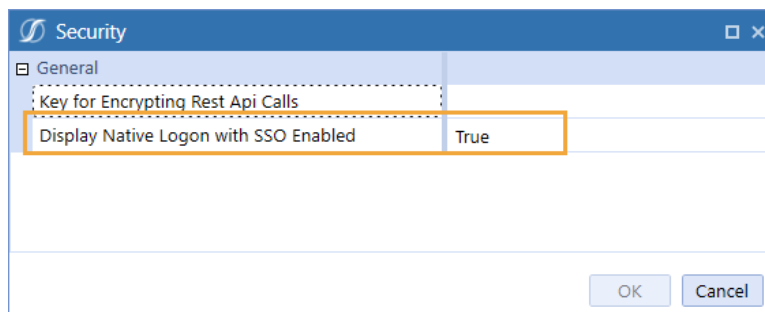 Security
General
Key for Encrypting Rest Api Calls
Display Native Logon with SSO Enabled True
OK Cancel